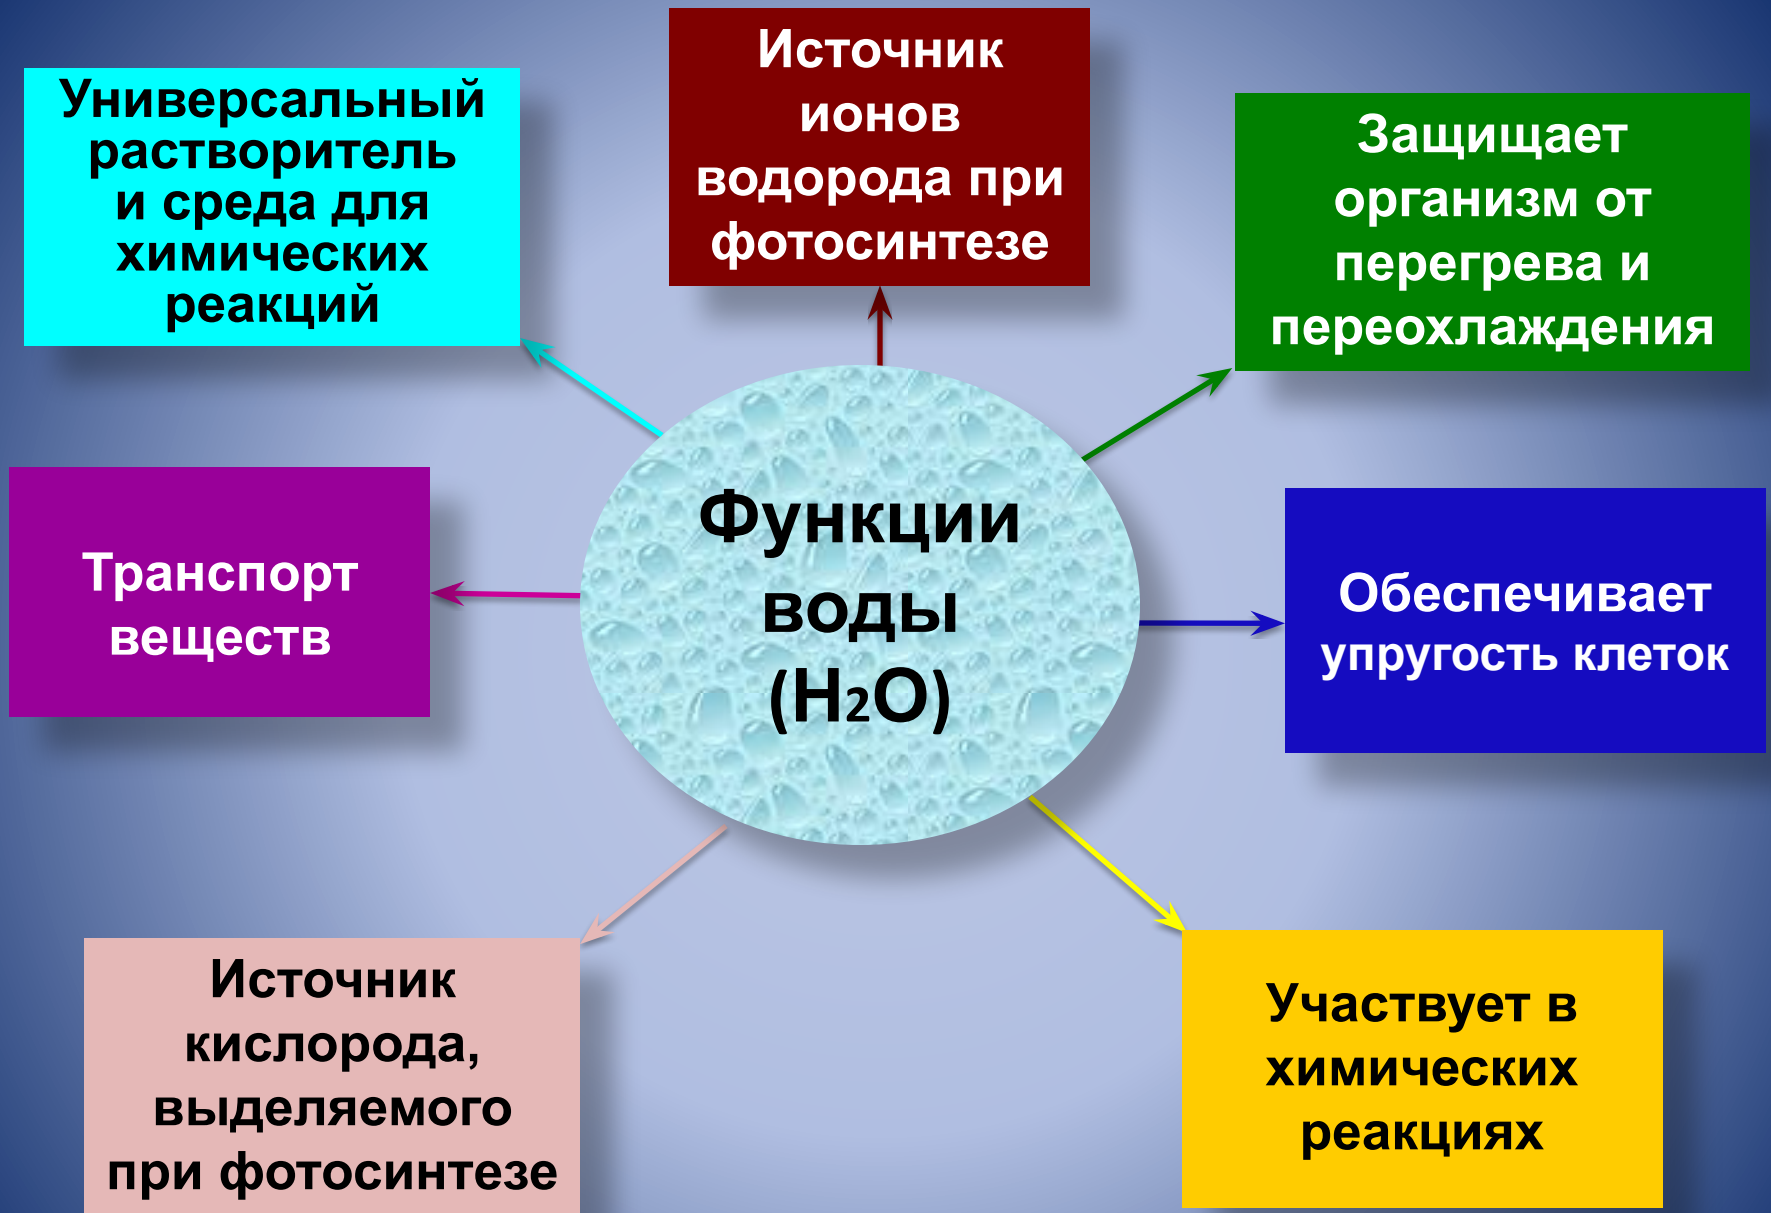 Функции
воды
(H₂O)
Универсальный
растворитель
и среда для
химических
реакций
Источник
ионов
водорода при
фотосинтезе
Защищает
организм от
перегрева и
переохлаждения
Транспорт
веществ
Обеспечивает
упругость клеток
Источник
кислорода,
выделяемого
при фотосинтезе
Участвует в
химических
реакциях